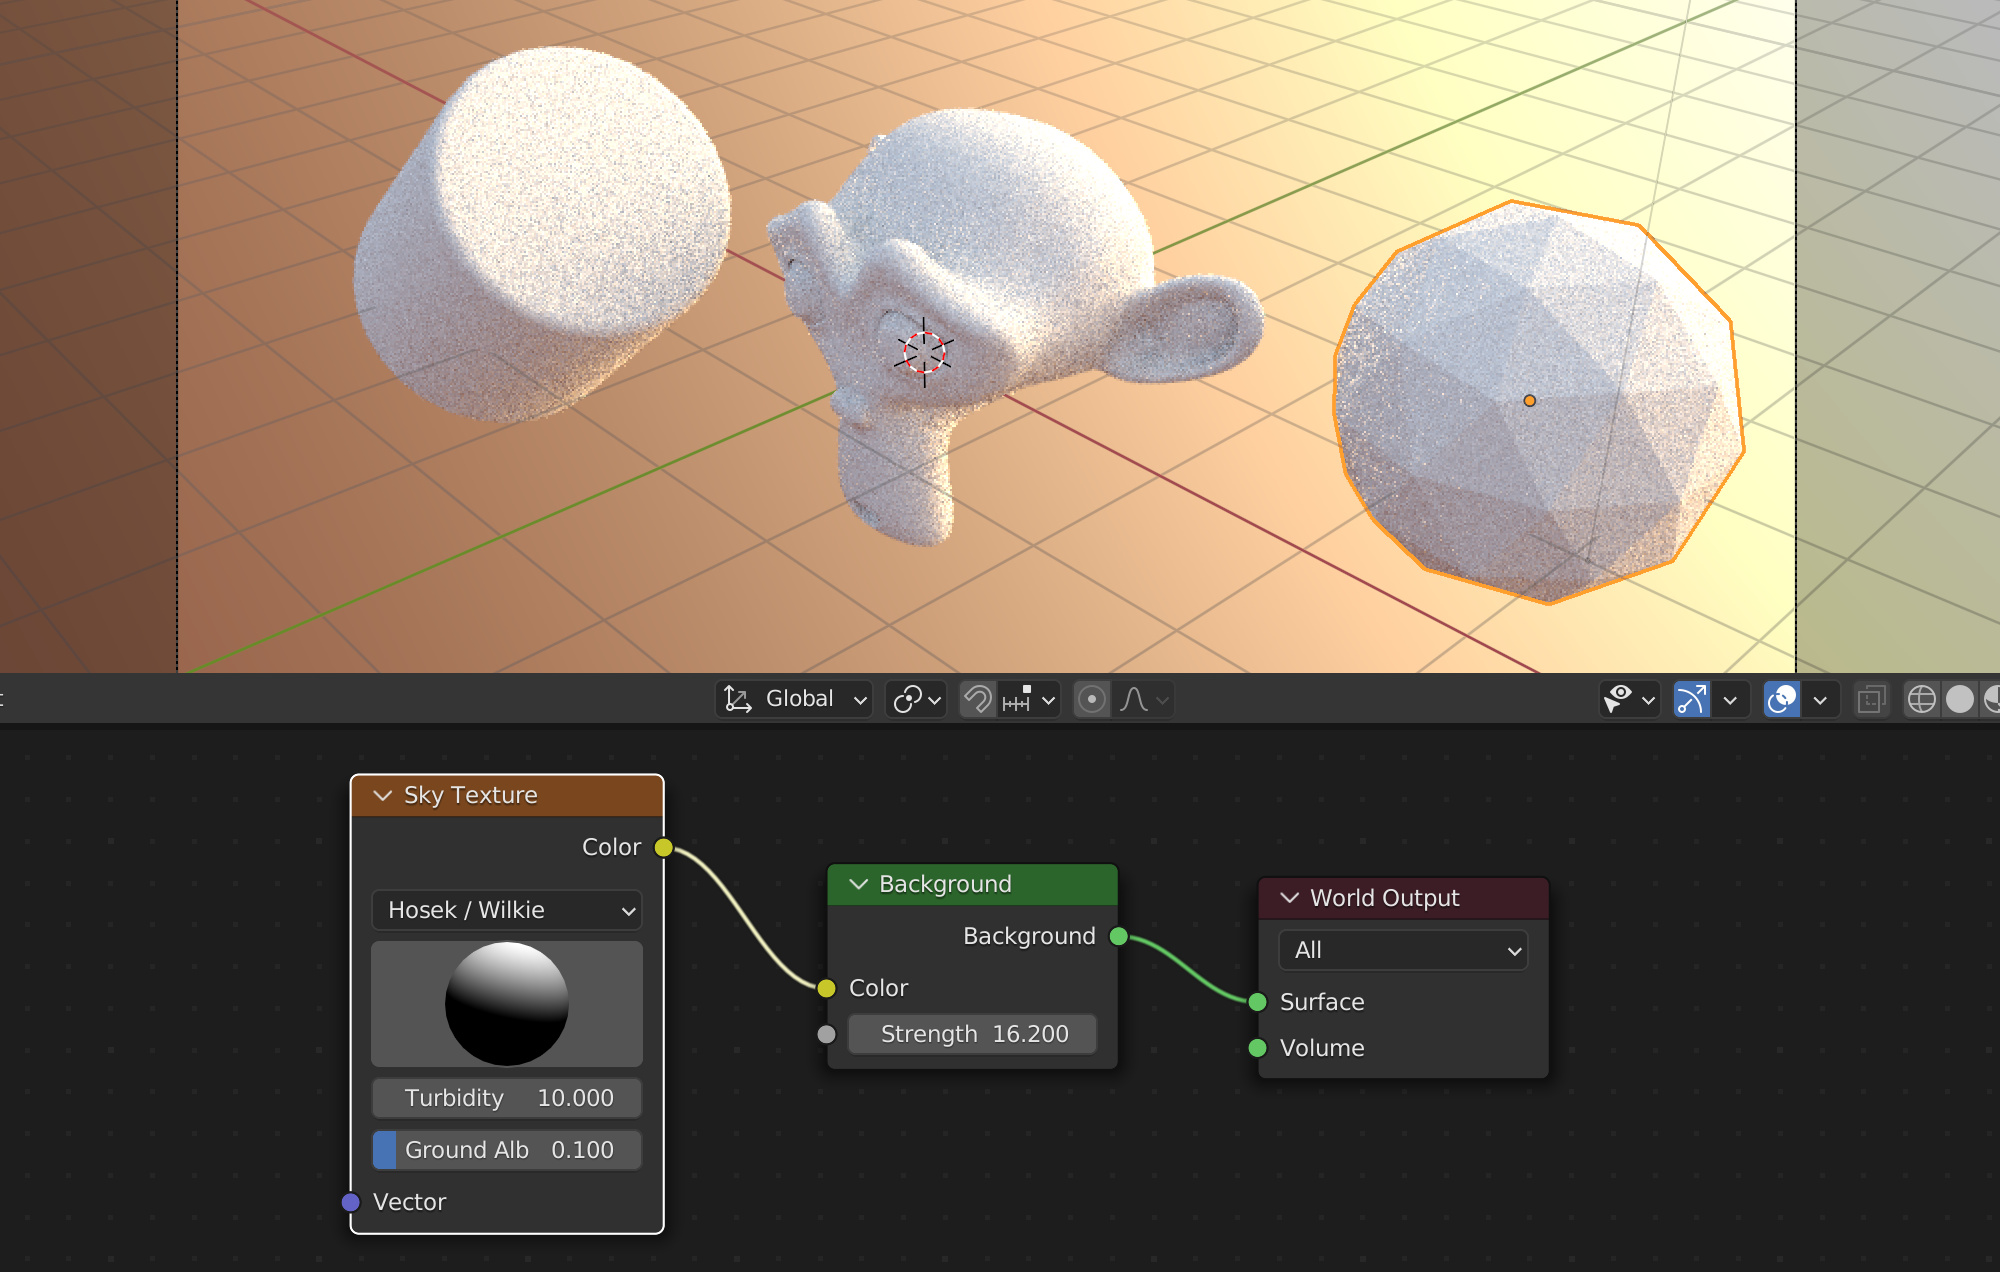 Global
Sky Texture
Color
Hosek / Wilkie
Turbidity 10.000
Ground Alb 0.100
Vector
Background
Background
Color
Strength 16.200
World Output
All
Surface
Volume